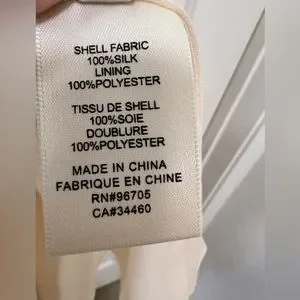 SHELL FABRIC
100%SILK
LINING
100%POLYESTER
TISSU DE SHELL
100%SOIE
DOUBLURE
100%POLYESTER
MADE IN CHINA
FABRIQUE EN CHINE
RN#96705
CA#34460